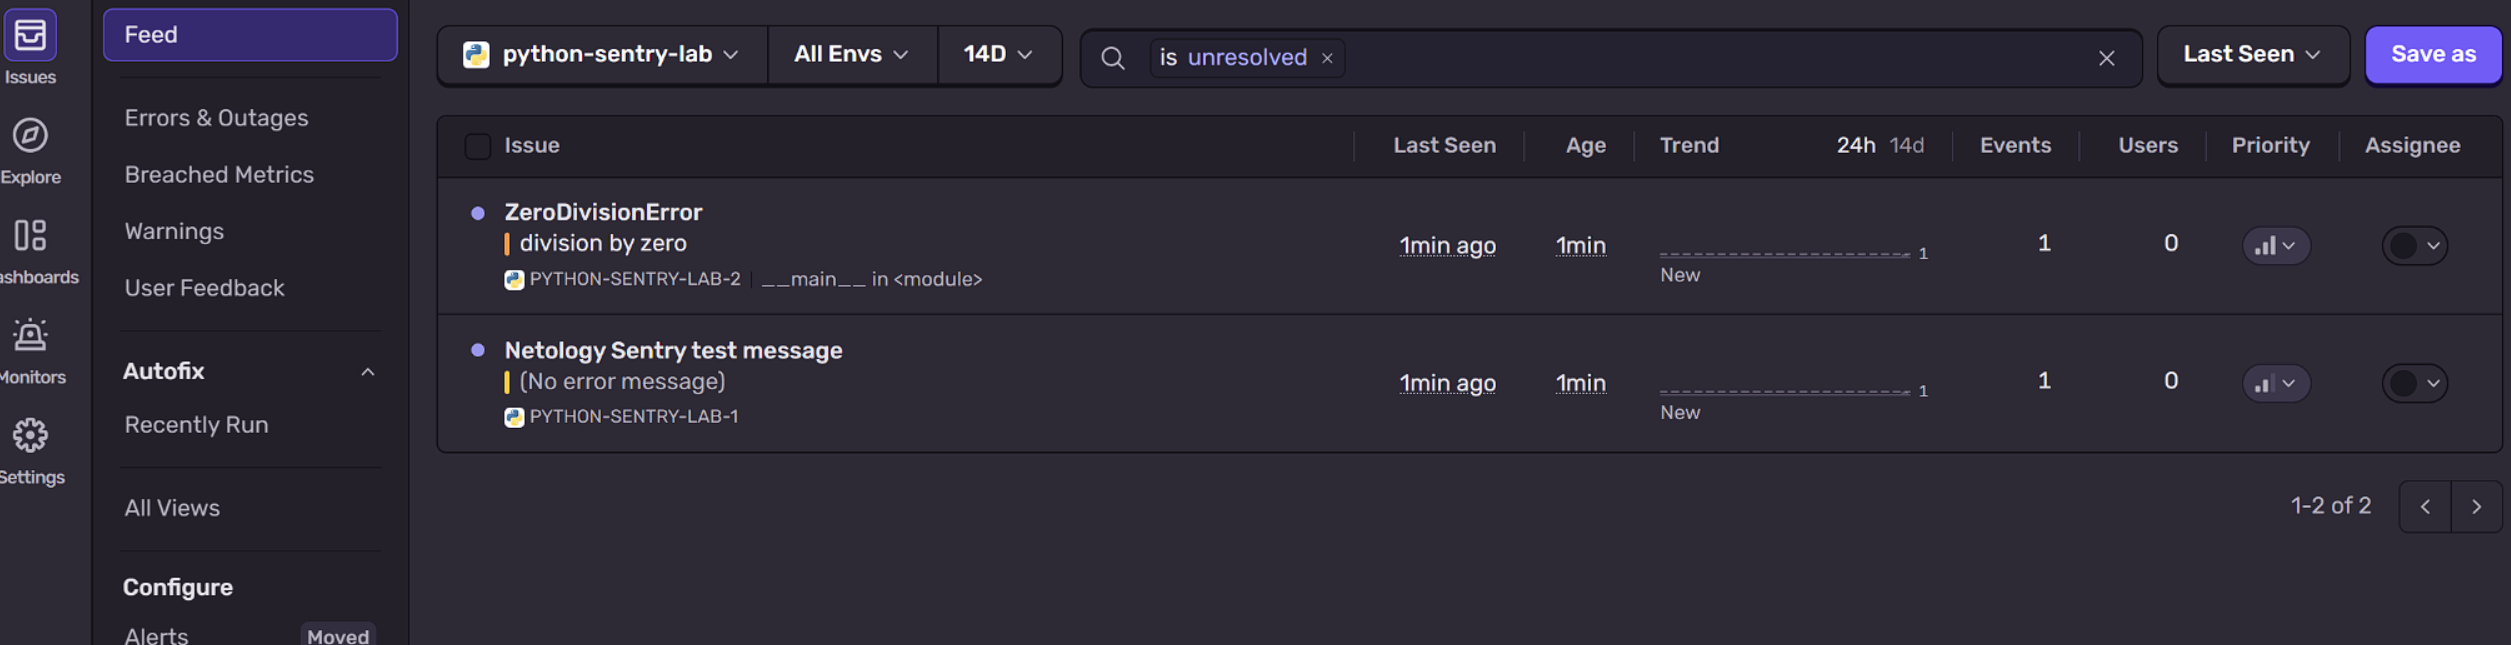 Issues
Explore
ashboards
Monitors
Settings
Feed
Errors & Outages
Breached Metrics
Warnings
User Feedback
Autofix
Recently Run
All Views
Configure
Alerts Moved
python-sentry-lab All Envs 14D is unresolved × Last Seen Save as
Issue Last Seen Age Trend 24h 14d Events Users Priority Assignee
ZeroDivisionError
division by zero
PYTHON-SENTRY-LAB-2 __main__ in <module>
1min ago 1min 1 1 0
New
Netology Sentry test message
(No error message)
PYTHON-SENTRY-LAB-1
1min ago 1min 1 1 0
New
1-2 of 2